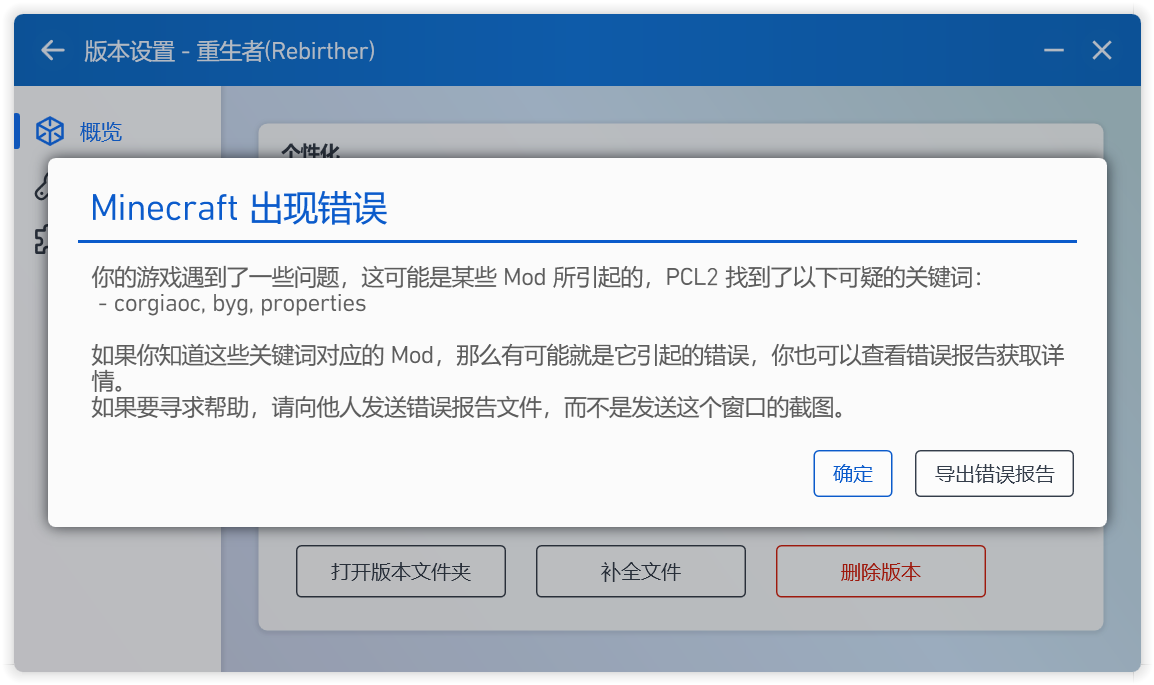 版本设置 - 重生者(Rebirther)
概览
个性化
Minecraft 出现错误
你的游戏遇到了一些问题，这可能是某些 Mod 所引起的，PCL2 找到了以下可疑的关键词：
- corgiaoc, byg, properties
如果你知道这些关键词对应的 Mod，那么有可能就是它引起的错误，你也可以查看错误报告获取详
情。
如果要寻求帮助，请向他人发送错误报告文件，而不是发送这个窗口的截图。
确定 导出错误报告
打开版本文件夹 补全文件 删除版本